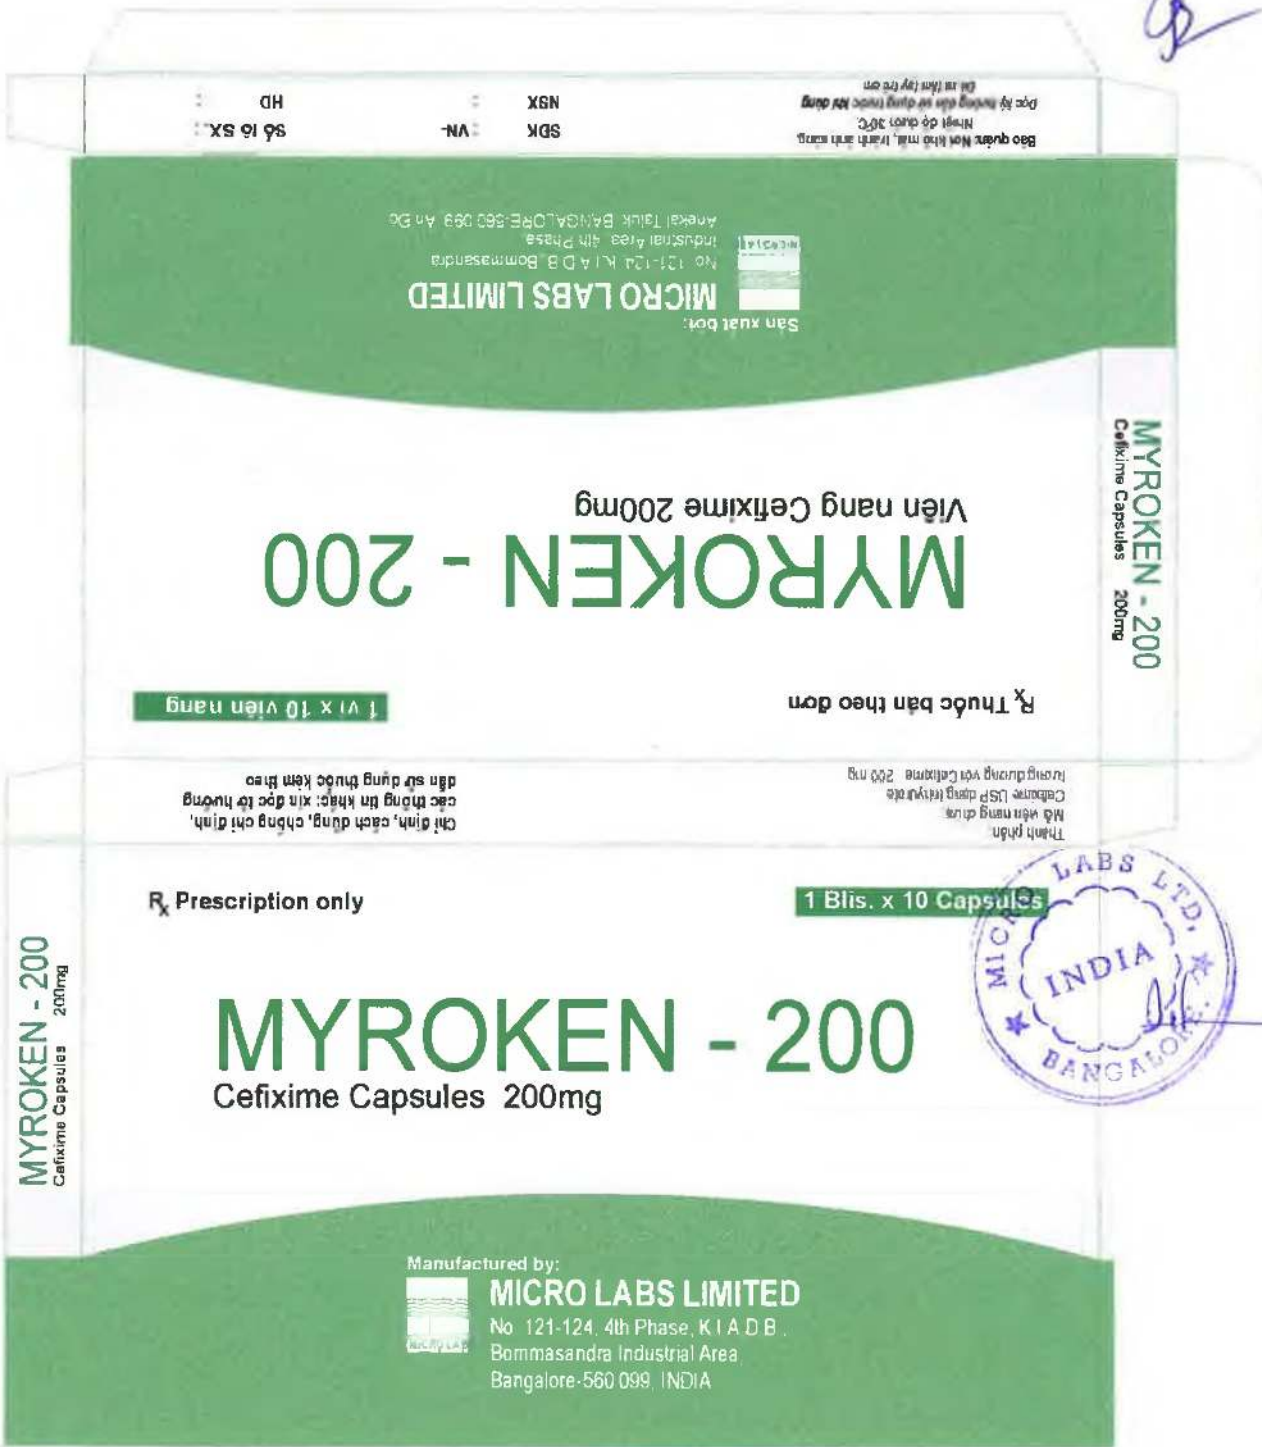 Bảo quản: Nơi khô mát, tránh ánh sáng,
Nhiệt độ dưới 30°C.
Đọc kỹ hướng dẫn sử dụng trước khi dùng
Để xa tầm tay trẻ em
SDK : VN-
NSX :
Số lô SX :
HD :
Sản xuất bởi:
MICRO LABS LIMITED
No. 121-124, K I A D B, Bommasandra
Industrial Area, 4th Phase,
Anekal Taluk, BANGALORE-560 099, Ấn Độ
MICRO LABS
MYROKEN - 200
Cefixime Capsules 200mg
MYROKEN - 200
Viên nang Cefixime 200mg
Rx Thuốc bán theo đơn
1 vỉ x 10 viên nang
Thành phần
Mỗi viên nang chứa:
Cefixime USP dạng trihydrate
tương đương với Cefixime 200 mg
Chỉ định, cách dùng, chống chỉ định,
các thông tin khác: xin đọc tờ hướng
dẫn sử dụng thuốc kèm theo
Rx Prescription only
1 Blis. x 10 Capsules
MYROKEN - 200
Cefixime Capsules 200mg
MYROKEN - 200
Cefixime Capsules 200mg
MICRO LABS LTD.
INDIA
BANGALORE
Manufactured by:
MICRO LABS LIMITED
No. 121-124, 4th Phase, K I A D B ,
Bommasandra Industrial Area
Bangalore-560 099, INDIA
MICRO LABS